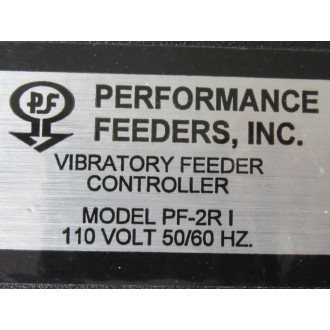 PF
PERFORMANCE
FEEDERS, INC.
VIBRATORY FEEDER
CONTROLLER
MODEL PF-2R I
110 VOLT 50/60 HZ.